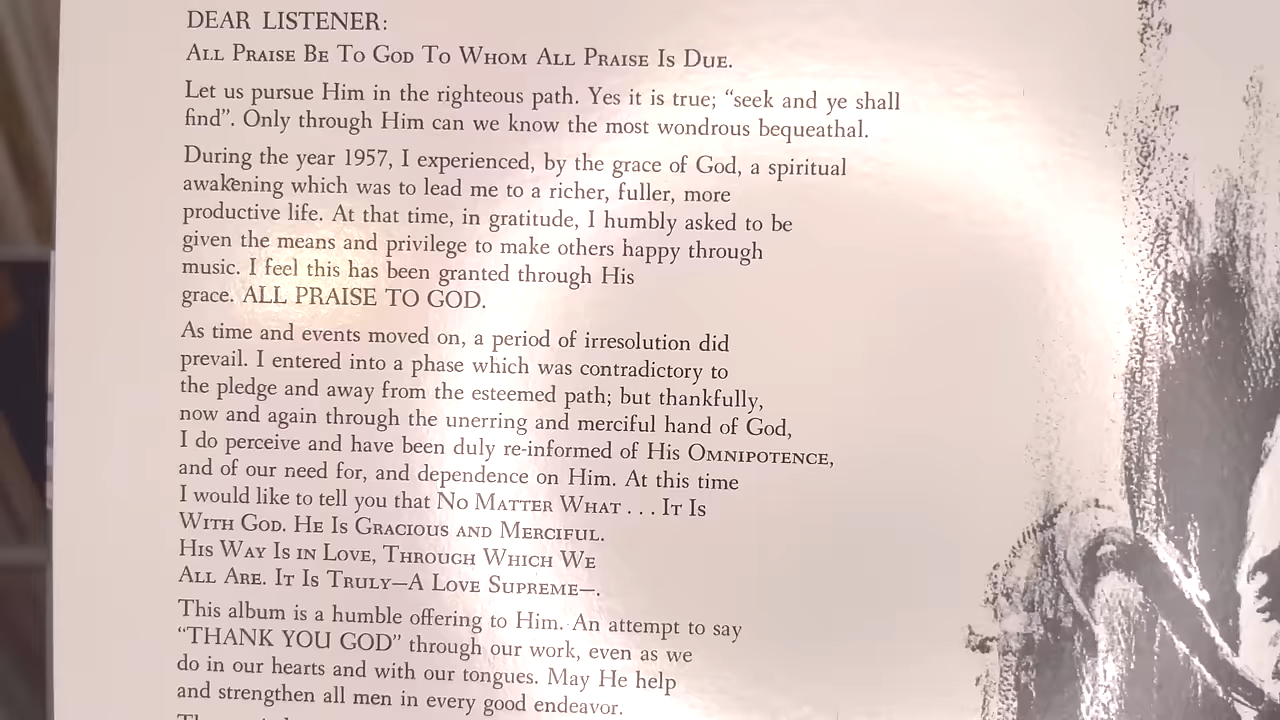 DEAR LISTENER:
ALL PRAISE BE TO GOD TO WHOM ALL PRAISE IS DUE.
Let us pursue Him in the righteous path. Yes it is true; “seek and ye shall
find”. Only through Him can we know the most wondrous bequeathal.
During the year 1957, I experienced, by the grace of God, a spiritual
awakening which was to lead me to a richer, fuller, more
productive life. At that time, in gratitude, I humbly asked to be
given the means and privilege to make others happy through
music. I feel this has been granted through His
grace. ALL PRAISE TO GOD.
As time and events moved on, a period of irresolution did
prevail. I entered into a phase which was contradictory to
the pledge and away from the esteemed path; but thankfully,
now and again through the unerring and merciful hand of God,
I do perceive and have been duly re-informed of His OMNIPOTENCE,
and of our need for, and dependence on Him. At this time
I would like to tell you that NO MATTER WHAT . . . IT IS
WITH GOD. HE IS GRACIOUS AND MERCIFUL.
HIS WAY IS IN LOVE, THROUGH WHICH WE
ALL ARE. IT IS TRULY—A LOVE SUPREME—.
This album is a humble offering to Him. An attempt to say
“THANK YOU GOD” through our work, even as we
do in our hearts and with our tongues. May He help
and strengthen all men in every good endeavor.